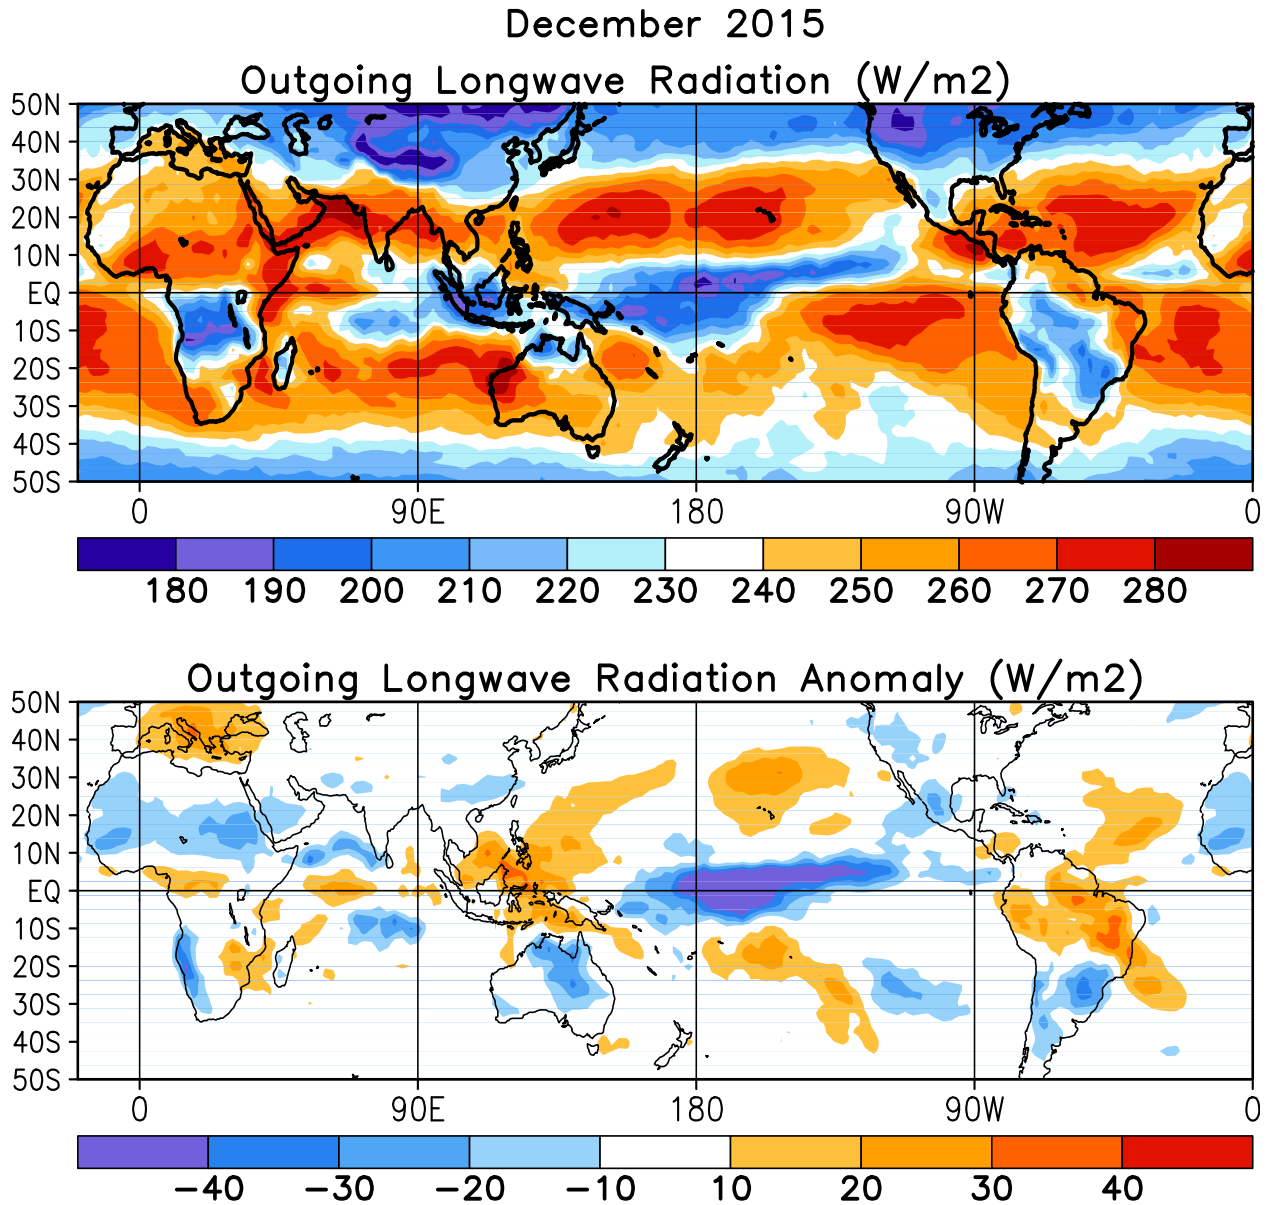 December 2015
Outgoing Longwave Radiation (W/m2)
50N
40N
30N
20N
10N
EQ
10S
20S
30S
40S
50S
0 90E 180 90W 0
180 190 200 210 220 230 240 250 260 270 280
Outgoing Longwave Radiation Anomaly (W/m2)
50N
40N
30N
20N
10N
EQ
10S
20S
30S
40S
50S
0 90E 180 90W 0
−40 −30 −20 −10 10 20 30 40